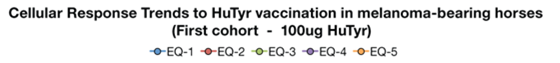 Cellular Response Trends to HuTyr vaccination in melanoma-bearing horses
(First cohort - 100ug HuTyr)
EQ-1 EQ-2 EQ-3 EQ-4 EQ-5